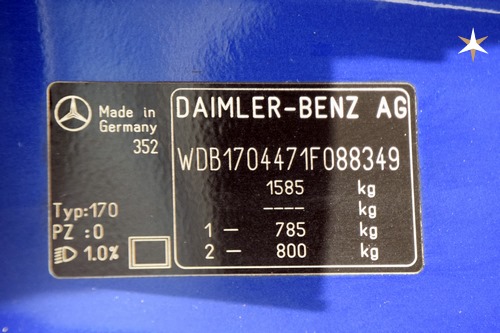 Made in
Germany
352
Typ:170
PZ :0
1.0%
DAIMLER-BENZ AG
WDB1704471F088349
1585 kg
---- kg
1 — 785 kg
2 — 800 kg